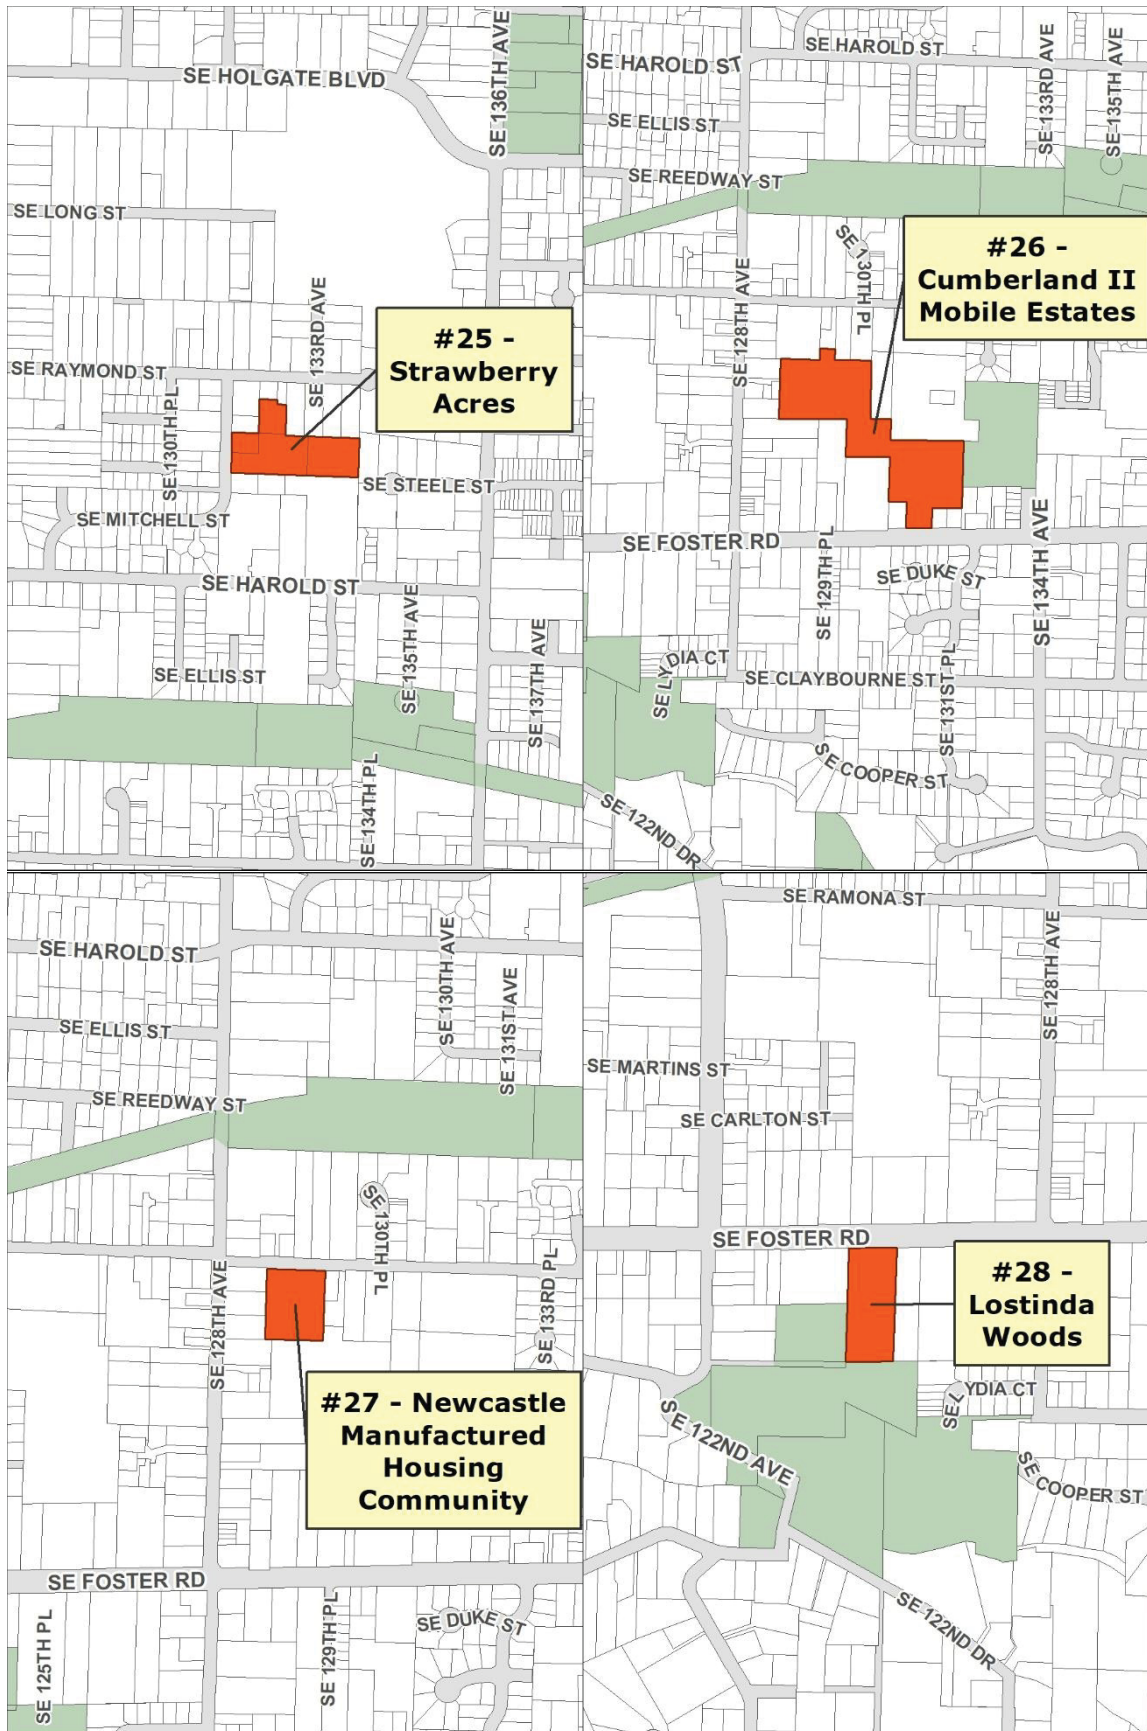 SE HOLGATE BLVD
SE 136TH AVE
SE LONG ST
SE 133RD AVE
#25 -
Strawberry
Acres
SE RAYMOND ST
SE 130TH PL
SE STEELE ST
SE MITCHELL ST
SE HAROLD ST
SE 135TH AVE
SE 137TH AVE
SE ELLIS ST
SE 134TH PL
SE HAROLD ST
SE HAROLD ST
SE 133RD AVE
SE 135TH AVE
SE ELLIS ST
SE REEDWAY ST
SE 130TH PL
#26 -
Cumberland II
Mobile Estates
SE 128TH AVE
SE FOSTER RD
SE 129TH PL
SE DUKE ST
SE 134TH AVE
SE LYDIA CT
SE CLAYBOURNE ST
SE 131ST PL
SE COOPER ST
SE 122ND DR
SE HAROLD ST
SE 130TH AVE
SE 131ST AVE
SE ELLIS ST
SE REEDWAY ST
SE 130TH PL
SE 128TH AVE
SE 133RD PL
#27 - Newcastle
Manufactured
Housing
Community
SE FOSTER RD
SE 125TH PL
SE 129TH PL
SE DUKE ST
SE RAMONA ST
SE 128TH AVE
SE MARTINS ST
SE CARLTON ST
SE FOSTER RD
#28 -
Lostinda
Woods
SE LYDIA CT
SE 122ND AVE
SE COOPER ST
SE 122ND DR